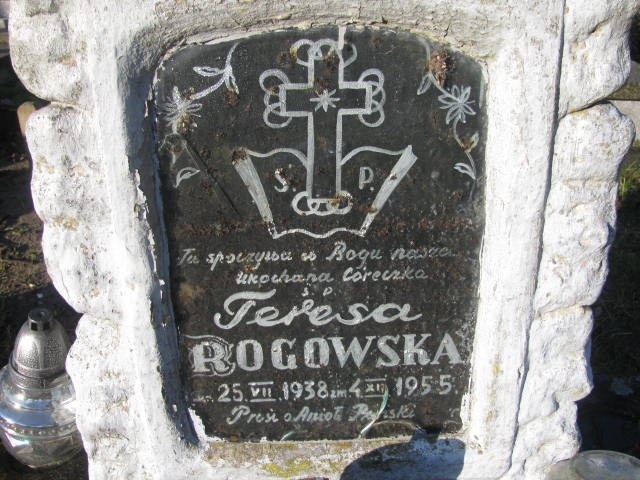 Ś. P.
Tu spoczywa w Bogu nasza
ukochana Córeczka
Ś P
Teresa
ROGOWSKA
ur. 25 VII 1938 zm 4 XII 1955
Prosi o Anioł Pański